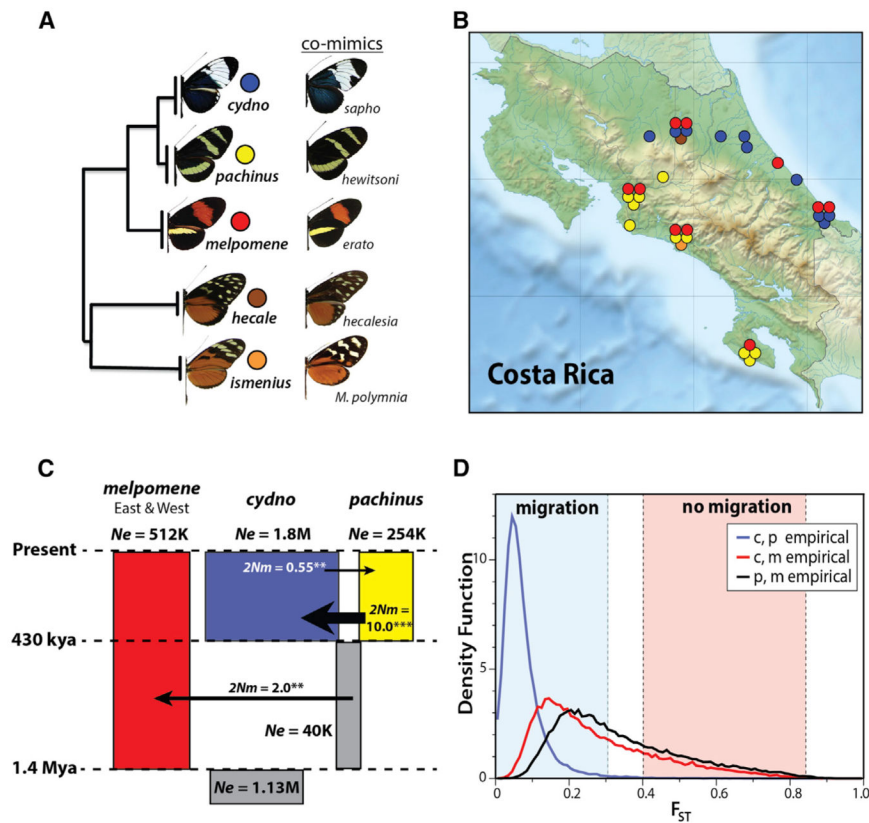 A
co-mimics
cydno
sapho
pachinus
hewitsoni
melpomene
erato
hecale
hecalesia
ismenius
M. polymnia
B
Costa Rica
C
melpomene
East & West
cydno
pachinus
Ne = 512K
Ne = 1.8M
Ne = 254K
Present
2Nm = 0.55**
2Nm =
10.0***
430 kya
2Nm = 2.0**
Ne = 40K
1.4 Mya
Ne = 1.13M
D
migration
no migration
c, p empirical
c, m empirical
p, m empirical
Density Function
10
5
0
0
0.2
0.4
0.6
0.8
1.0
FST